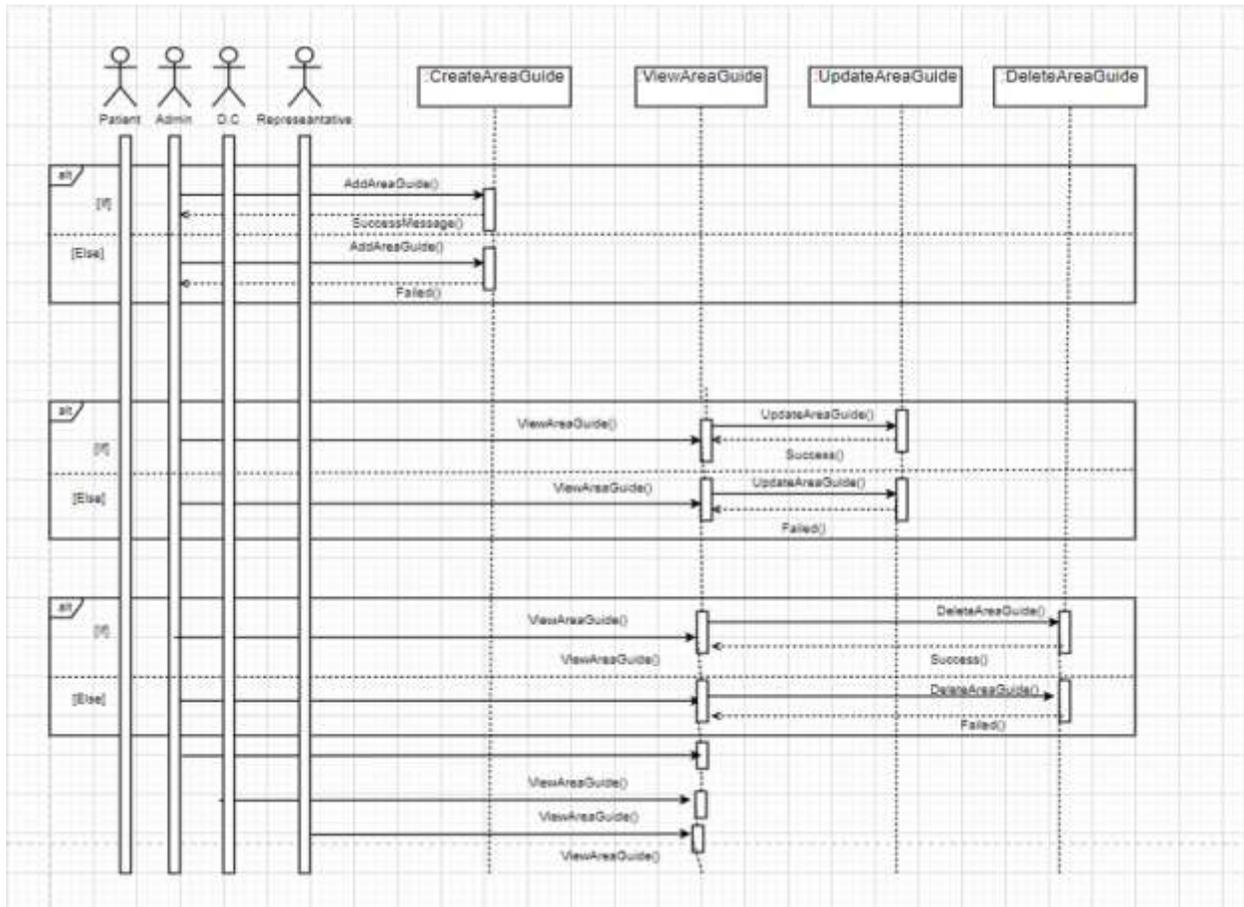 :CreateAreaGuide
:ViewAreaGuide
:UpdateAreaGuide
:DeleteAreaGuide
Patient
Admin
D.C
Represeantative
alt
[If]
AddAreaGuide()
SuccessMessage()
[Else]
AddAreaGuide()
Failed()
alt
[If]
ViewAreaGuide()
UpdateAreaGuide()
Success()
[Else]
ViewAreaGuide()
UpdateAreaGuide()
Failed()
alt
[If]
ViewAreaGuide()
DeleteAreaGuide()
ViewAreaGuide()
Success()
[Else]
DeleteAreaGuide()
Failed()
ViewAreaGuide()
ViewAreaGuide()
ViewAreaGuide()